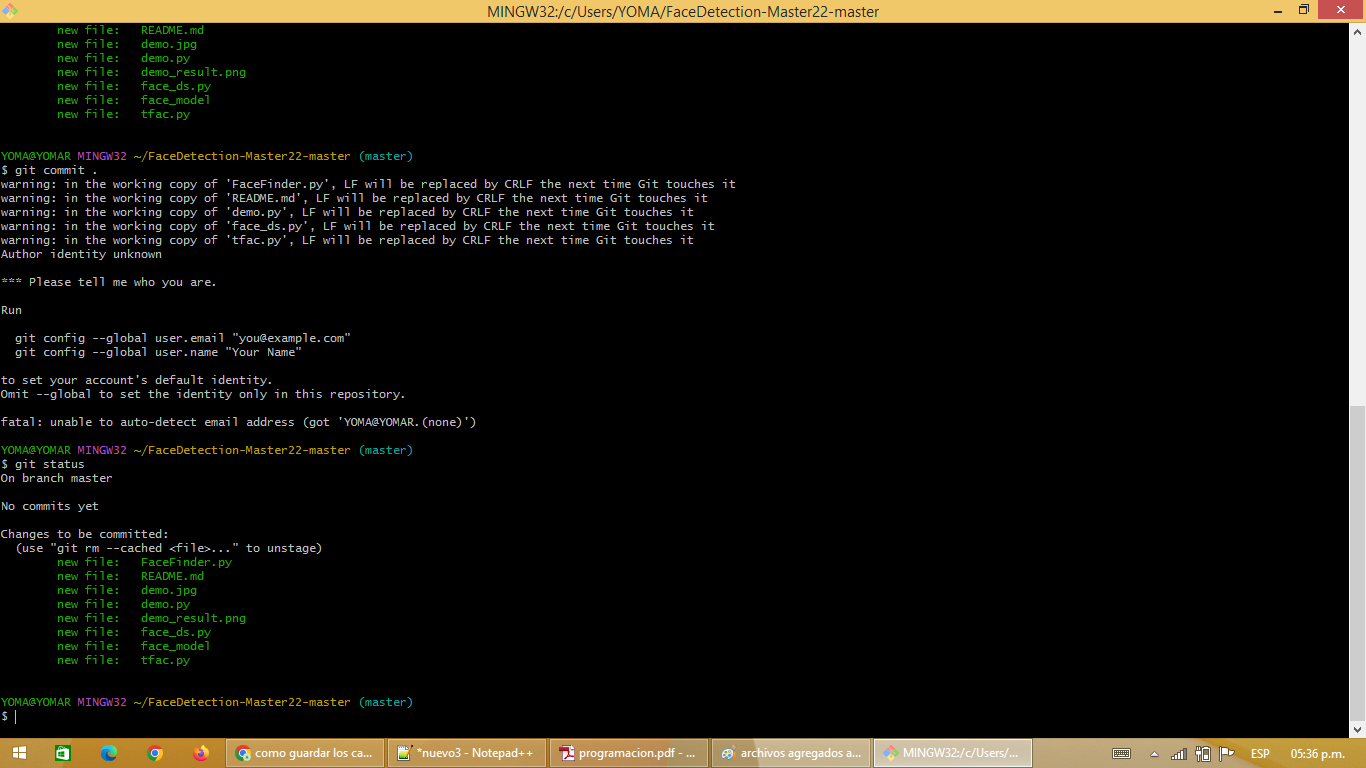 MINGW32:/c/Users/YOMA/FaceDetection-Master22-master
new file:   README.md
new file:   demo.jpg
new file:   demo.py
new file:   demo_result.png
new file:   face_ds.py
new file:   face_model
new file:   tfac.py
YOMA@YOMAR MINGW32 ~/FaceDetection-Master22-master (master)
$ git commit .
warning: in the working copy of 'FaceFinder.py', LF will be replaced by CRLF the next time Git touches it
warning: in the working copy of 'README.md', LF will be replaced by CRLF the next time Git touches it
warning: in the working copy of 'demo.py', LF will be replaced by CRLF the next time Git touches it
warning: in the working copy of 'face_ds.py', LF will be replaced by CRLF the next time Git touches it
warning: in the working copy of 'tfac.py', LF will be replaced by CRLF the next time Git touches it
Author identity unknown
*** Please tell me who you are.
Run
git config --global user.email "you@example.com"
git config --global user.name "Your Name"
to set your account's default identity.
Omit --global to set the identity only in this repository.
fatal: unable to auto-detect email address (got 'YOMA@YOMAR.(none)')
YOMA@YOMAR MINGW32 ~/FaceDetection-Master22-master (master)
$ git status
On branch master
No commits yet
Changes to be committed:
(use "git rm --cached <file>..." to unstage)
new file:   FaceFinder.py
new file:   README.md
new file:   demo.jpg
new file:   demo.py
new file:   demo_result.png
new file:   face_ds.py
new file:   face_model
new file:   tfac.py
YOMA@YOMAR MINGW32 ~/FaceDetection-Master22-master (master)
$
como guardar los ca... *nuevo3 - Notepad++ programacion.pdf - ... archivos agregados a... MINGW32:/c/Users/... ESP 05:36 p.m.